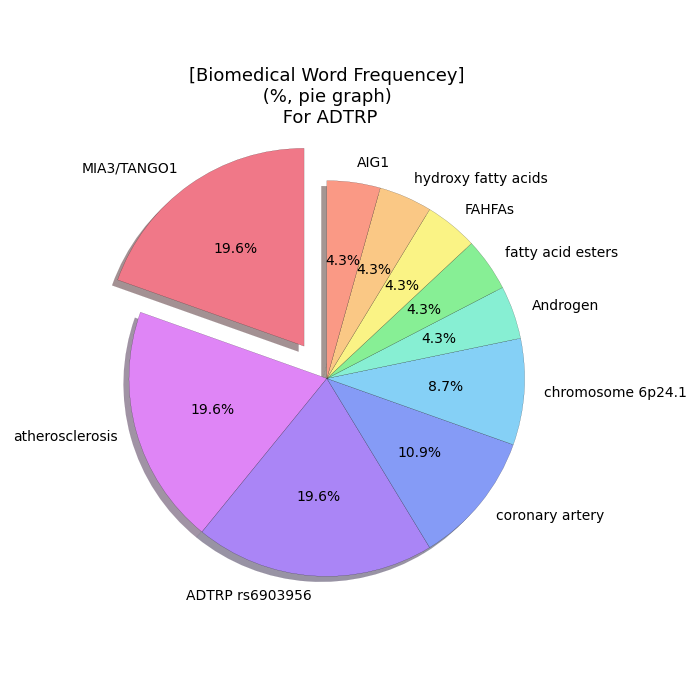 [Biomedical Word Frequencey]
(%, pie graph)
For ADTRP
MIA3/TANGO1
19.6%
AIG1
4.3%
hydroxy fatty acids
4.3%
FAHFAs
4.3%
fatty acid esters
4.3%
Androgen
4.3%
chromosome 6p24.1
8.7%
coronary artery
10.9%
ADTRP rs6903956
19.6%
atherosclerosis
19.6%